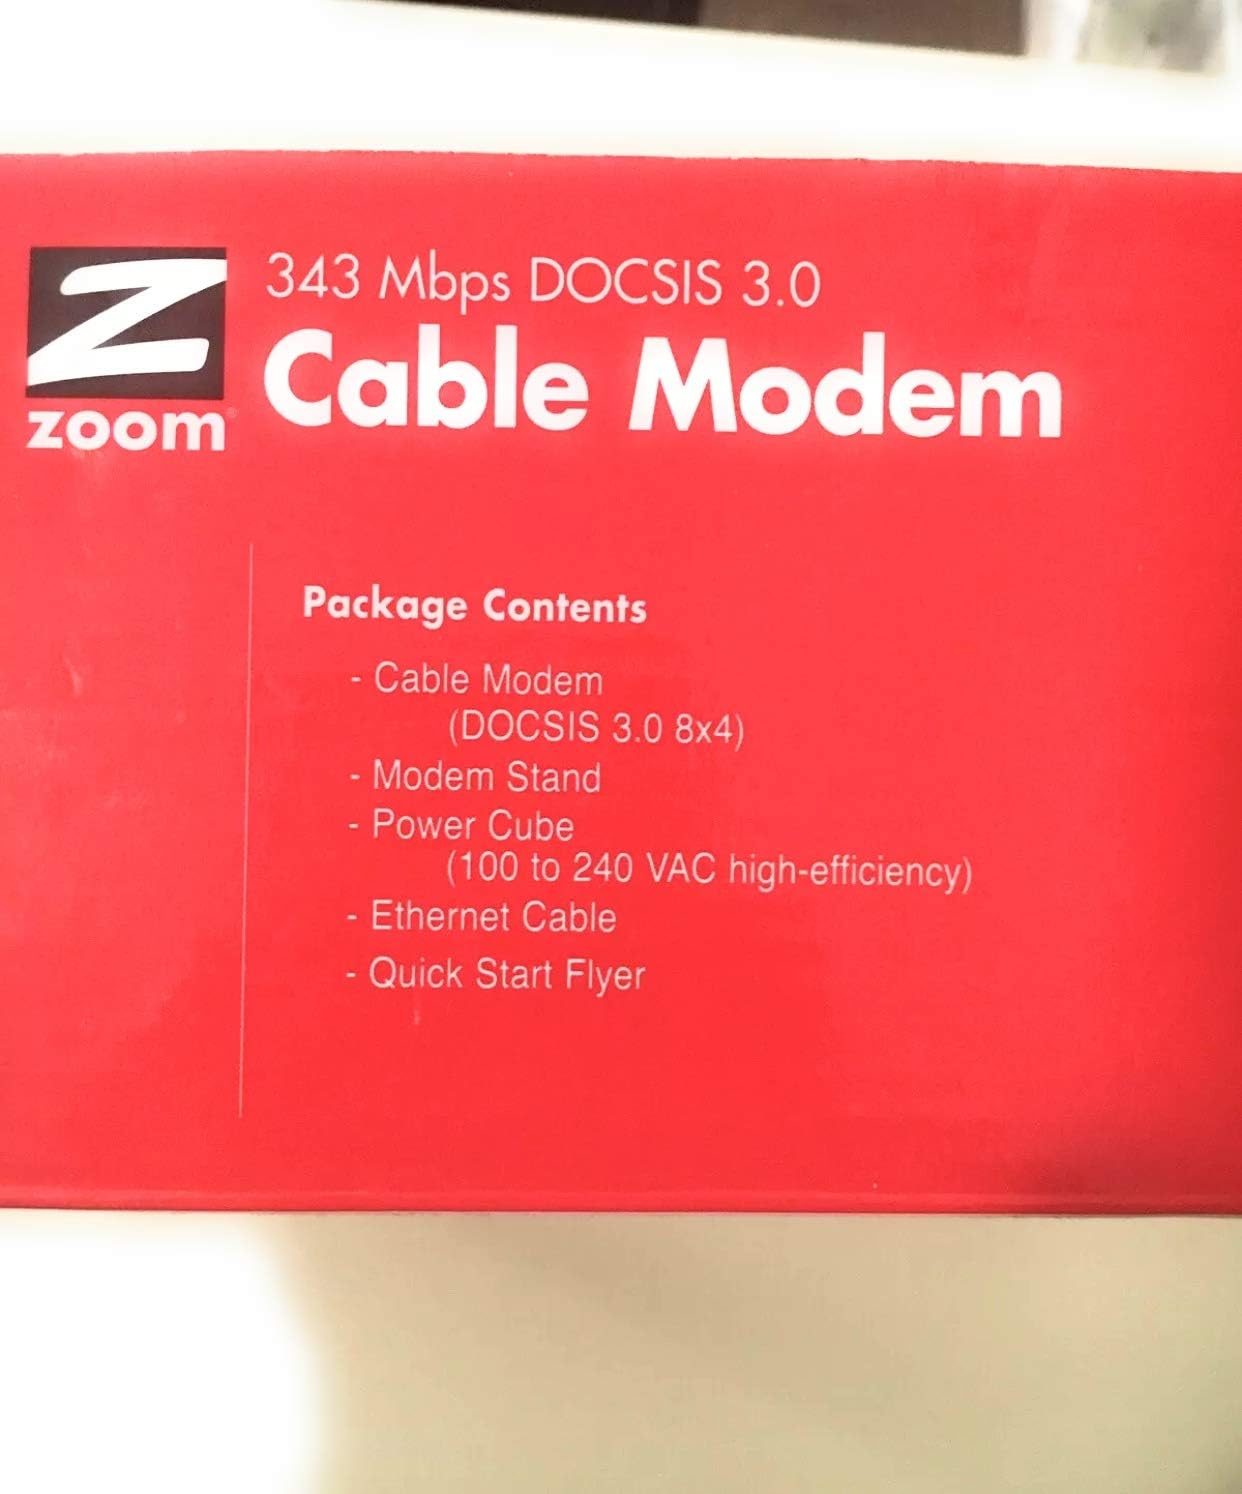 Z
zoom®
343 Mbps DOCSIS 3.0
Cable Modem
Package Contents
- Cable Modem
(DOCSIS 3.0 8x4)
- Modem Stand
- Power Cube
(100 to 240 VAC high-efficiency)
- Ethernet Cable
- Quick Start Flyer